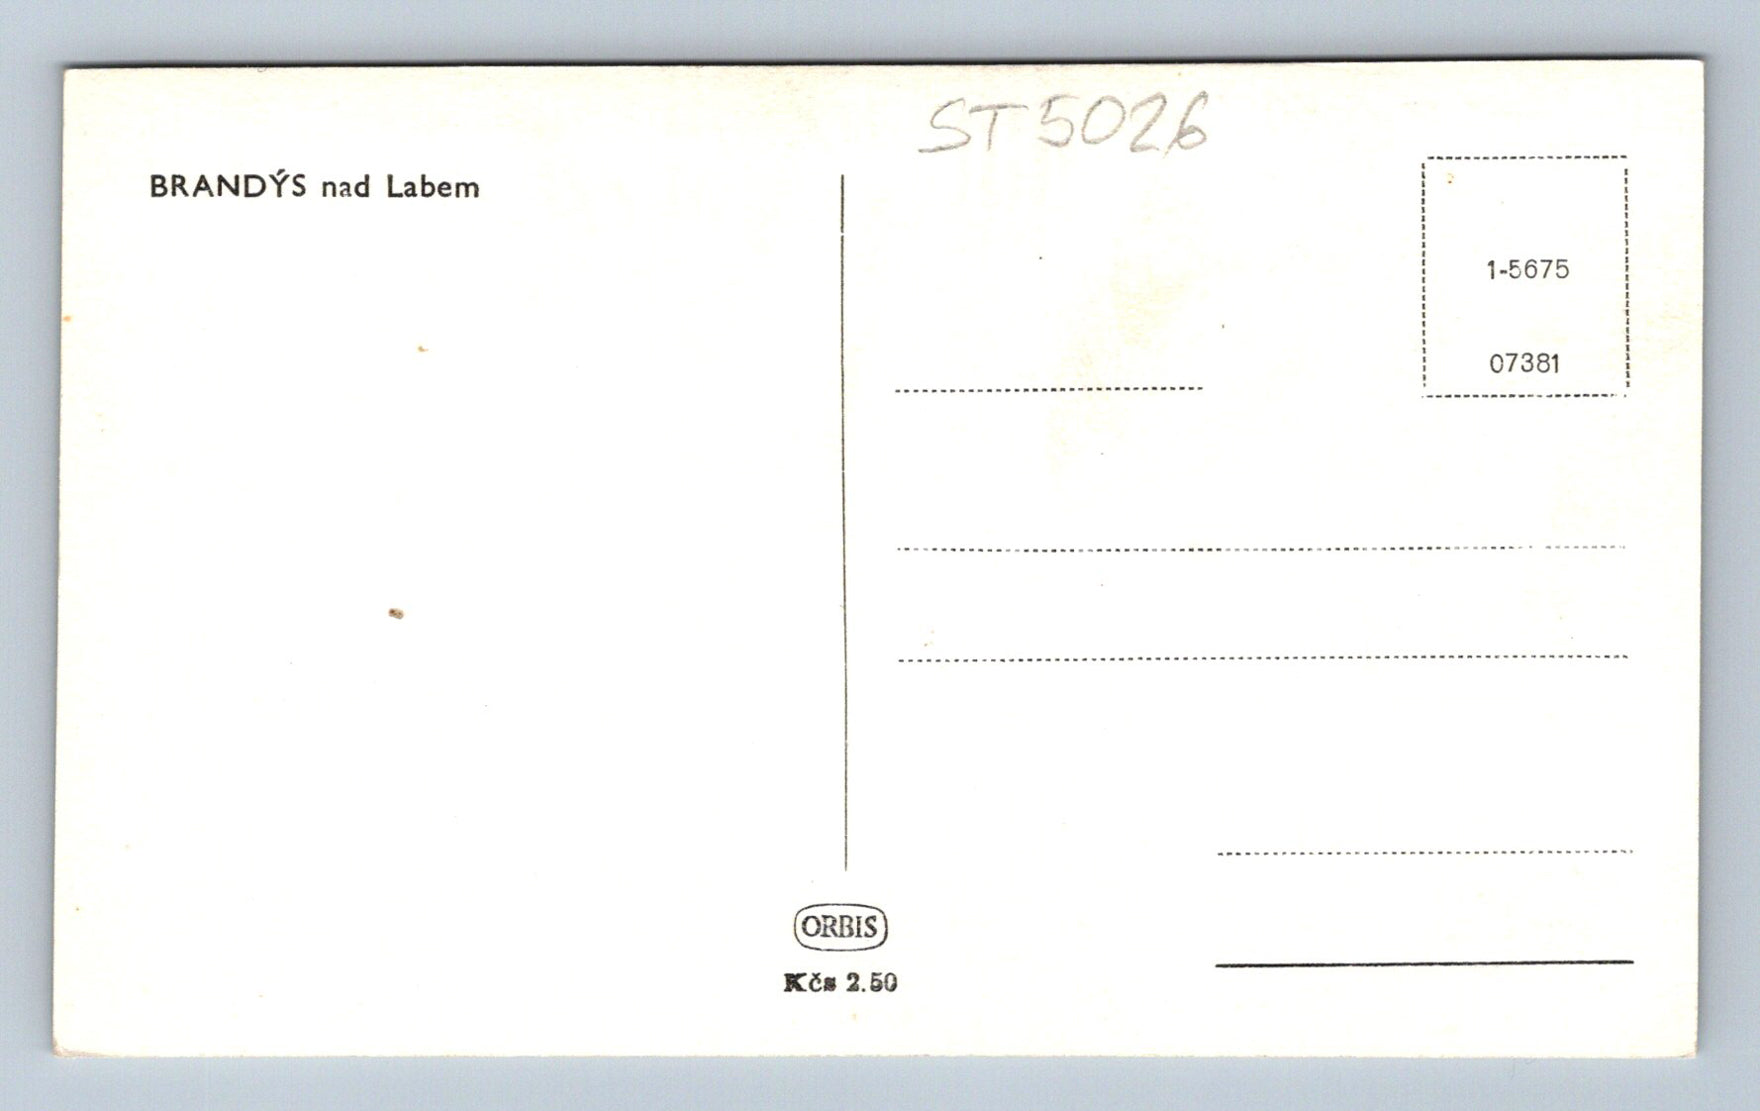 ST5026
BRANDÝS nad Labem
1-5675
07381
ORBIS
Kčs 2.50